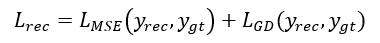 L_rec = L_MSE(y_rec, y_gt) + L_GD(y_rec, y_gt)